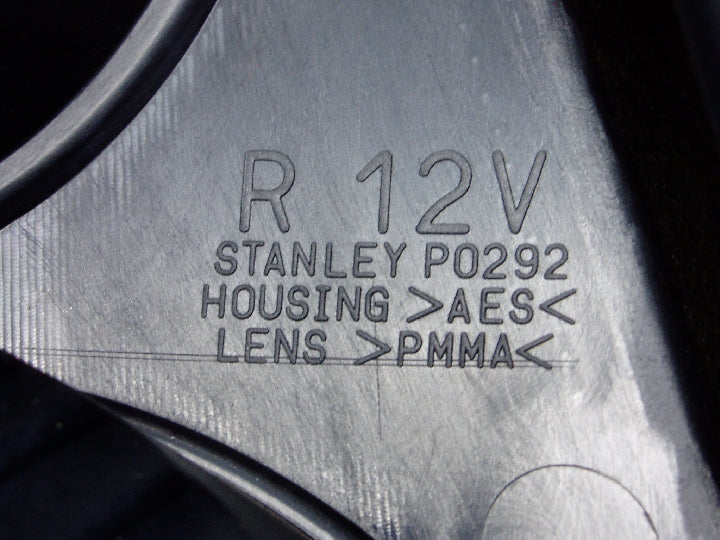 R 12V
STANLEY P0292
HOUSING >AES<
LENS >PMMA<